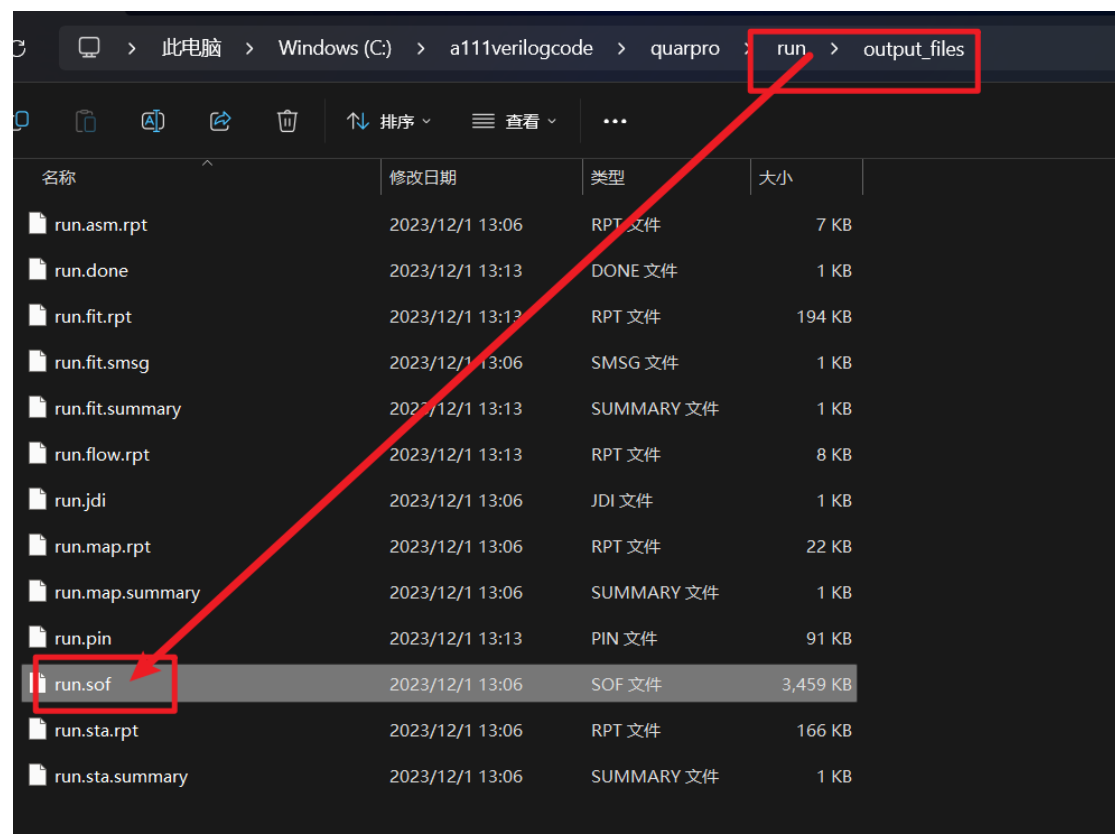 此电脑 > Windows (C:) > a111verilogcode > quarpro > run > output_files
排序 查看 •••
名称 修改日期 类型 大小
run.asm.rpt 2023/12/1 13:06 RPT 文件 7 KB
run.done 2023/12/1 13:13 DONE 文件 1 KB
run.fit.rpt 2023/12/1 13:13 RPT 文件 194 KB
run.fit.smsg 2023/12/1 13:06 SMSG 文件 1 KB
run.fit.summary 2023/12/1 13:13 SUMMARY 文件 1 KB
run.flow.rpt 2023/12/1 13:13 RPT 文件 8 KB
run.jdi 2023/12/1 13:06 JDI 文件 1 KB
run.map.rpt 2023/12/1 13:06 RPT 文件 22 KB
run.map.summary 2023/12/1 13:06 SUMMARY 文件 1 KB
run.pin 2023/12/1 13:13 PIN 文件 91 KB
run.sof 2023/12/1 13:06 SOF 文件 3,459 KB
run.sta.rpt 2023/12/1 13:06 RPT 文件 166 KB
run.sta.summary 2023/12/1 13:06 SUMMARY 文件 1 KB